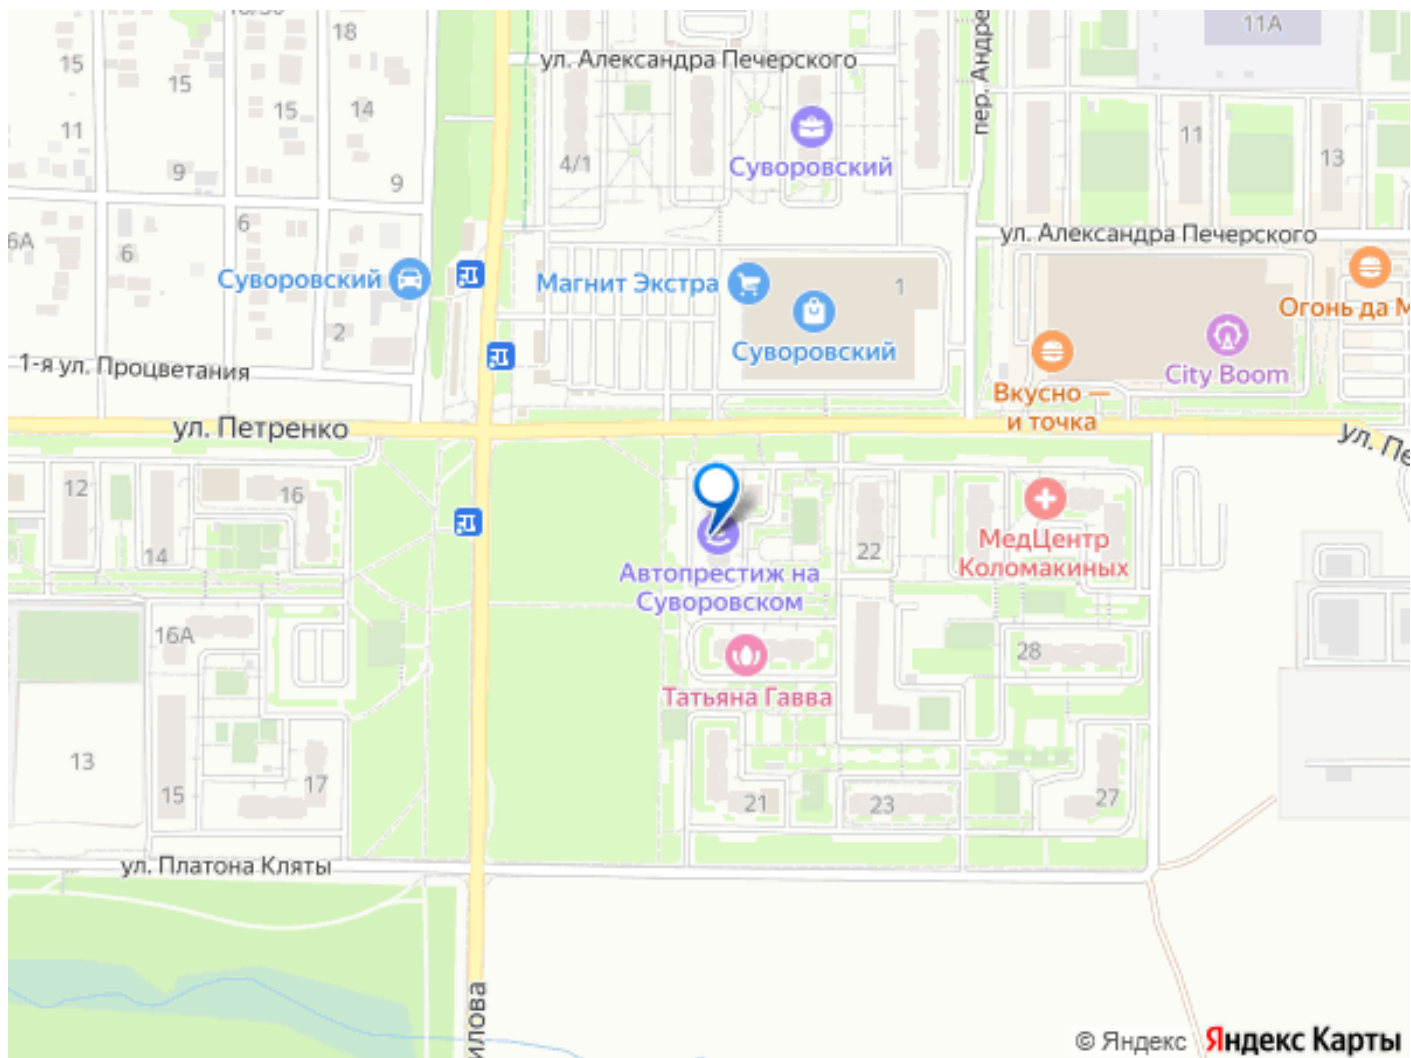 18
11А
15
ул. Александра Печерского
15
15
14
пер. Андре
11
4/1
11
13
Суворовский
9
9
6
6А
6
ул. Александра Печерского
Суворовский
Магнит Экстра
1
Огонь да М
2
Суворовский
1-я ул. Процветания
City Boom
Вкусно —
и точка
ул. Петренко
ул. Пе
12
16
14
22
МедЦентр
Коломакиных
Автопрестиж на
Суворовском
16А
28
Татьяна Гавва
13
15
17
21
23
27
ул. Платона Кляты
илова
© Яндекс Яндекс Карты